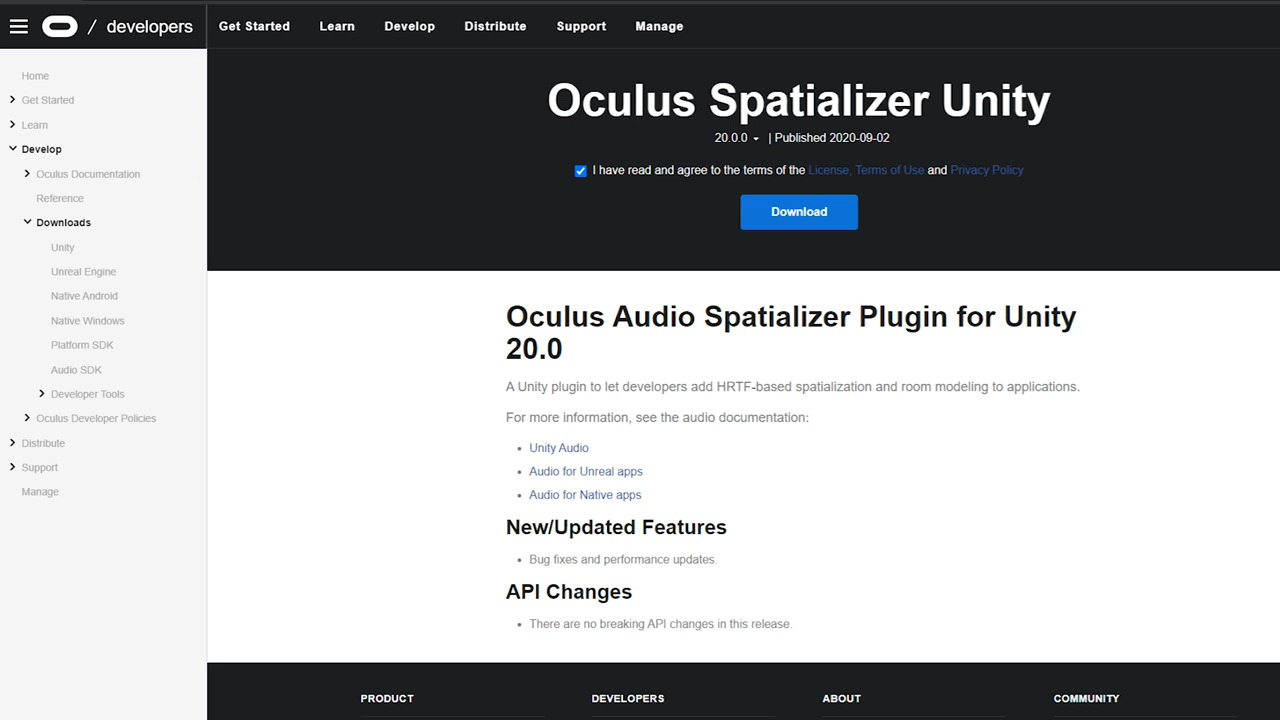 / developers
Get Started
Learn
Develop
Distribute
Support
Manage
Home
Get Started
Learn
Develop
Oculus Documentation
Reference
Downloads
Unity
Unreal Engine
Native Android
Native Windows
Platform SDK
Audio SDK
Developer Tools
Oculus Developer Policies
Distribute
Support
Manage
Oculus Spatializer Unity
20.0.0 | Published 2020-09-02
I have read and agree to the terms of the License, Terms of Use and Privacy Policy
Download
Oculus Audio Spatializer Plugin for Unity
20.0
A Unity plugin to let developers add HRTF-based spatialization and room modeling to applications.
For more information, see the audio documentation:
• Unity Audio
• Audio for Unreal apps
• Audio for Native apps
New/Updated Features
• Bug fixes and performance updates.
API Changes
• There are no breaking API changes in this release.
PRODUCT
DEVELOPERS
ABOUT
COMMUNITY